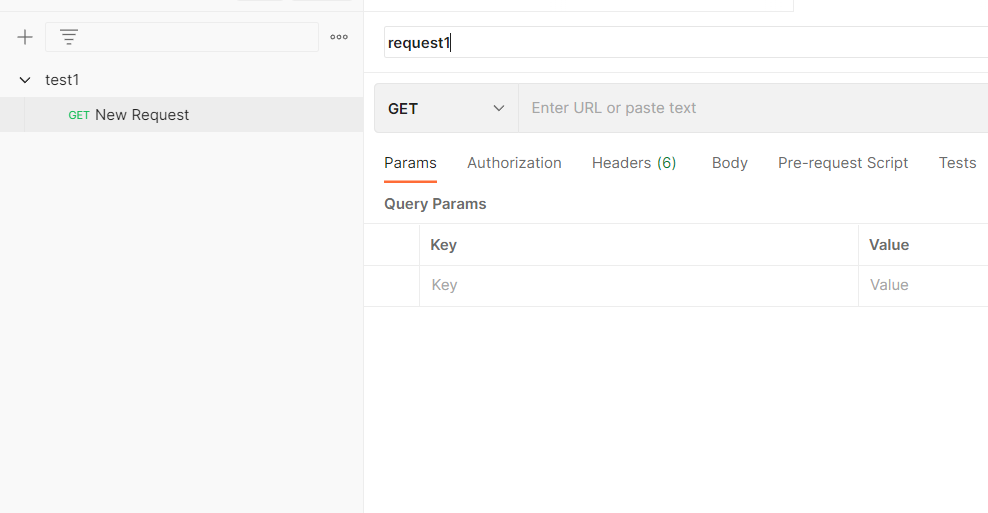 request1
test1
GET New Request
GET Enter URL or paste text
Params Authorization Headers (6) Body Pre-request Script Tests
Query Params
Key Value
Key Value